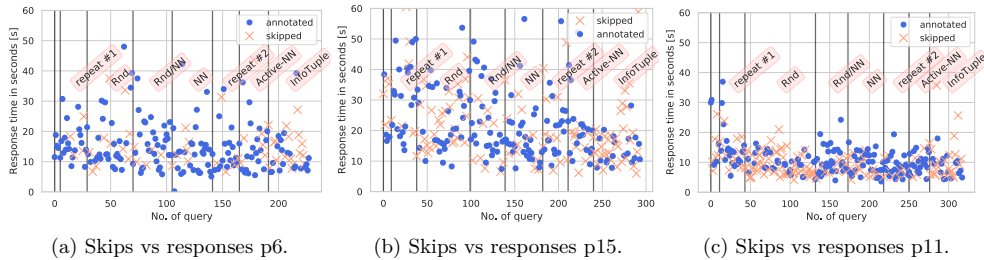 Response time in seconds [s]
60
50
40
30
20
10
0
annotated
skipped
repeat #1
Rnd
Rnd/NN
NN
repeat #2
Active-NN
InfoTuple
0 50 100 150 200
No. of query
(a) Skips vs responses p6.
Response time in seconds [s]
60
50
40
30
20
10
0
skipped
annotated
repeat #1
Rnd
Rnd/NN
NN
repeat #2
Active-NN
InfoTuple
0 50 100 150 200 250 300
No. of query
(b) Skips vs responses p15.
Response time in seconds [s]
60
50
40
30
20
10
0
annotated
skipped
repeat #1
Rnd
Rnd/NN
NN
repeat #2
Active-NN
InfoTuple
0 50 100 150 200 250 300
No. of query
(c) Skips vs responses p11.